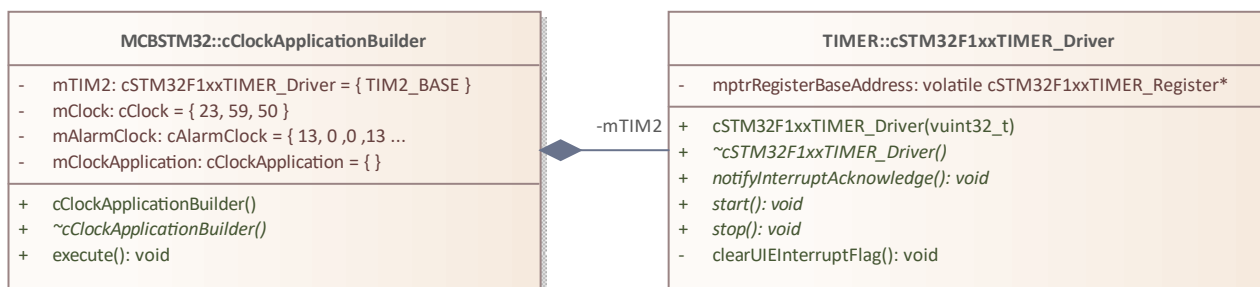 MCBSTM32::cClockApplicationBuilder
- mTIM2: cSTM32F1xxTIMER_Driver = { TIM2_BASE }
- mClock: cClock = { 23, 59, 50 }
- mAlarmClock: cAlarmClock = { 13, 0 ,0 ,13 ...
- mClockApplication: cClockApplication = { }
+ cClockApplicationBuilder()
+ ~cClockApplicationBuilder()
+ execute(): void
-mTIM2
TIMER::cSTM32F1xxTIMER_Driver
- mptrRegisterBaseAddress: volatile cSTM32F1xxTIMER_Register*
+ cSTM32F1xxTIMER_Driver(vuint32_t)
+ ~cSTM32F1xxTIMER_Driver()
+ notifyInterruptAcknowledge(): void
+ start(): void
+ stop(): void
- clearUIEInterruptFlag(): void